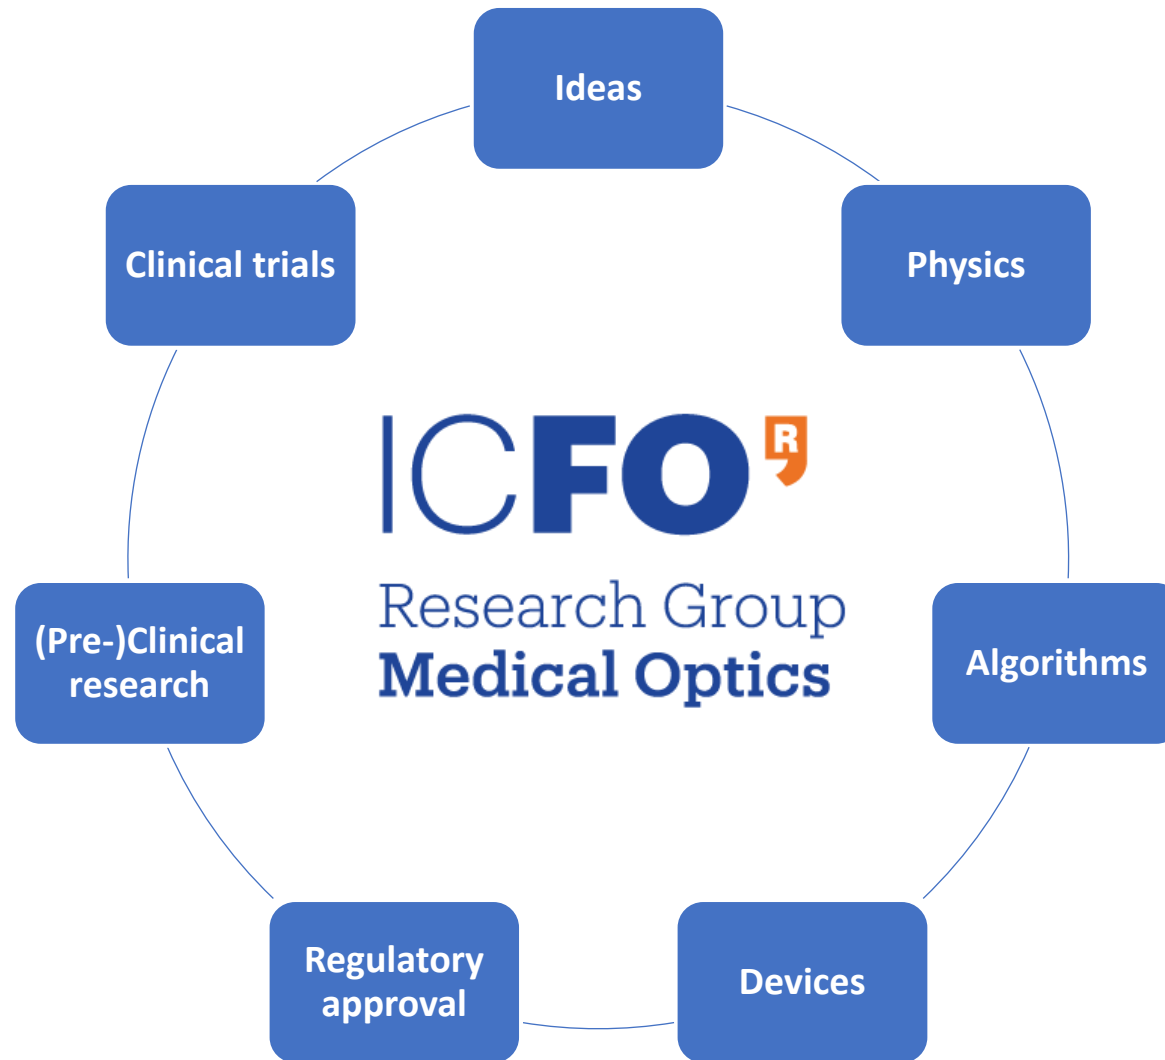 Ideas
Physics
Algorithms
Devices
Regulatory
approval
(Pre-)Clinical
research
Clinical trials
ICFO R
Research Group
Medical Optics